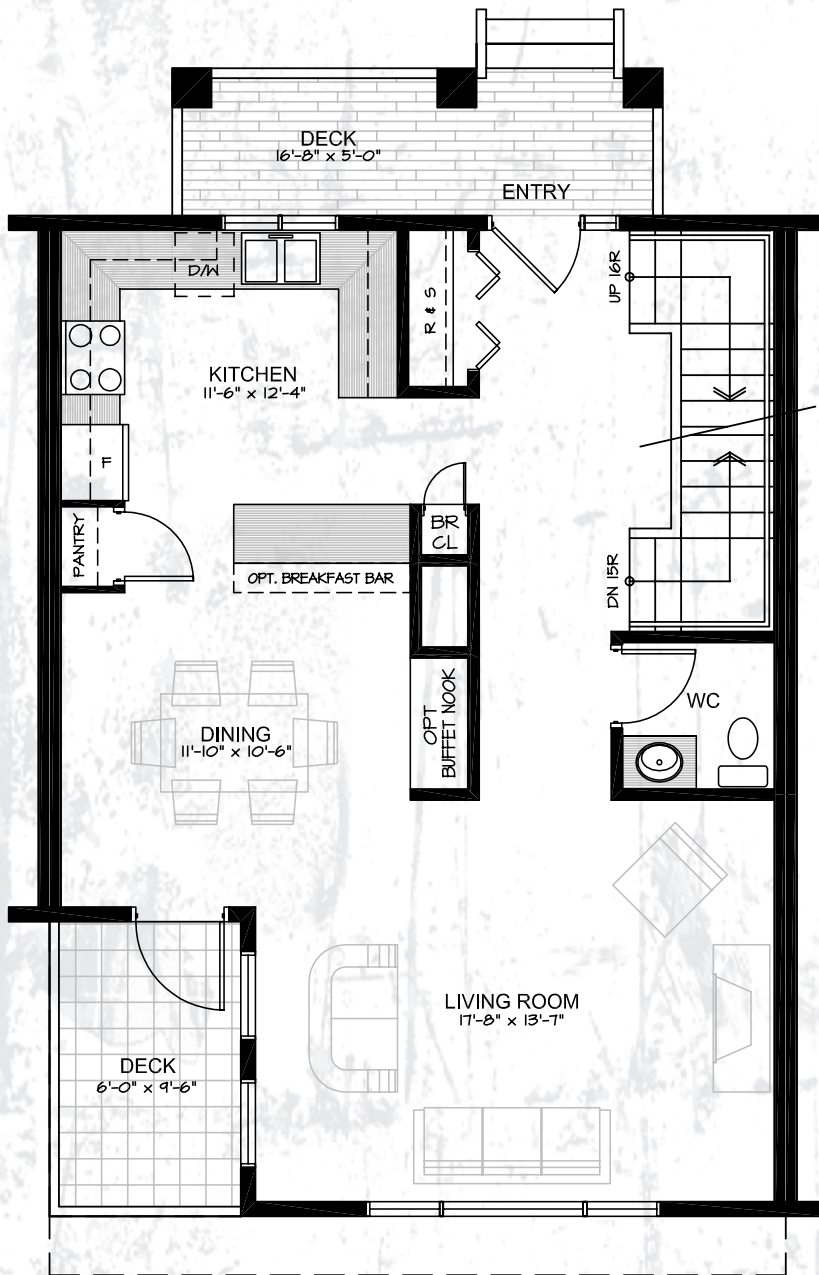 DECK
16'-8" x 5'-0"
ENTRY
D/W
R & S
UP 16R
KITCHEN
11'-6" x 12'-4"
F
PANTRY
BR
CL
OPT. BREAKFAST BAR
DN 15R
OPT
BUFFET NOOK
WC
DINING
11'-10" x 10'-6"
LIVING ROOM
17'-8" x 13'-7"
DECK
6'-0" x 9'-6"